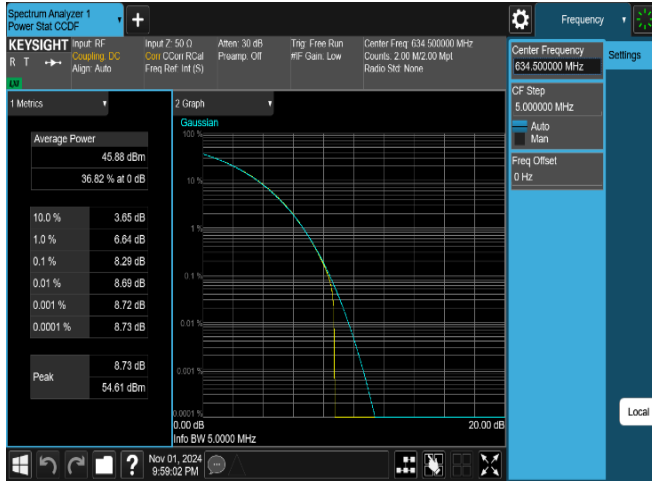 Spectrum Analyzer 1
Power Stat CCDF
Frequency
KEYSIGHT
R T
LXI
Input: RF
Coupling: DC
Align: Auto
Input Z: 50 Ω
Corr CCorr RCal
Freq Ref: Int (S)
Atten: 30 dB
Preamp: Off
Trig: Free Run
#IF Gain: Low
Center Freq: 634.500000 MHz
Counts: 2.00 M/2.00 Mpt
Radio Std: None
Center Frequency
634.500000 MHz
Settings
CF Step
5.000000 MHz
Auto
Man
Freq Offset
0 Hz
Local
1 Metrics
Average Power
45.88 dBm
36.82 % at 0 dB
10.0 % 3.65 dB
1.0 % 6.64 dB
0.1 % 8.29 dB
0.01 % 8.69 dB
0.001 % 8.72 dB
0.0001 % 8.73 dB
Peak
8.73 dB
54.61 dBm
2 Graph
Gaussian
100 %
10 %
1 %
0.1 %
0.01 %
0.001 %
0.0001 %
0.00 dB
20.00 dB
Info BW 5.0000 MHz
?
Nov 01, 2024
9:59:02 PM